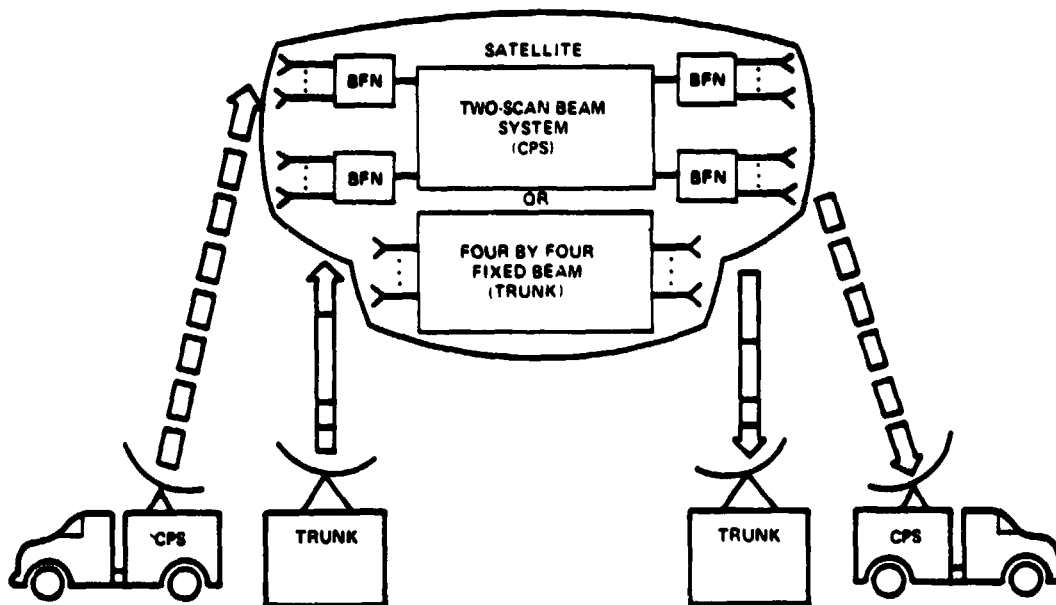 SATELLITE
BFN
BFN
TWO-SCAN BEAM
SYSTEM
(CPS)
BFN
BFN
OR
FOUR BY FOUR
FIXED BEAM
(TRUNK)
CPS
TRUNK
TRUNK
CPS